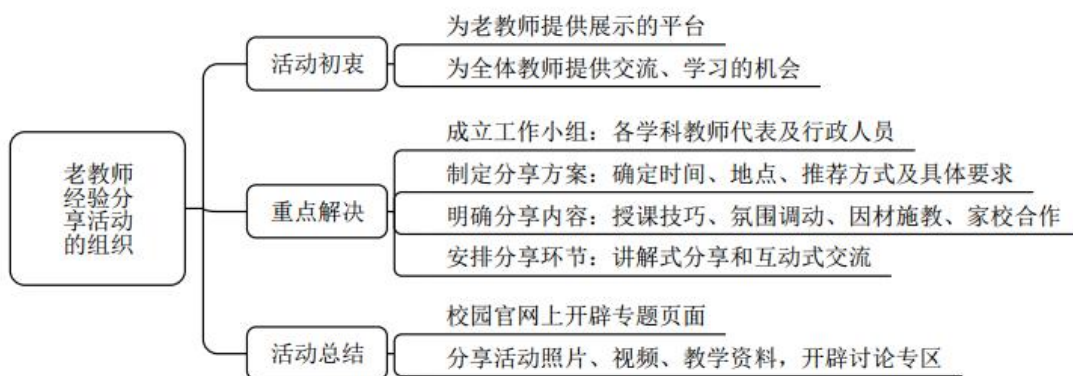 老教师
经验分
享活动
的组织
活动初衷
为老教师提供展示的平台
为全体教师提供交流、学习的机会
重点解决
成立工作小组：各学科教师代表及行政人员
制定分享方案：确定时间、地点、推荐方式及具体要求
明确分享内容：授课技巧、氛围调动、因材施教、家校合作
安排分享环节：讲解式分享和互动式交流
活动总结
校园官网上开辟专题页面
分享活动照片、视频、教学资料，开辟讨论专区